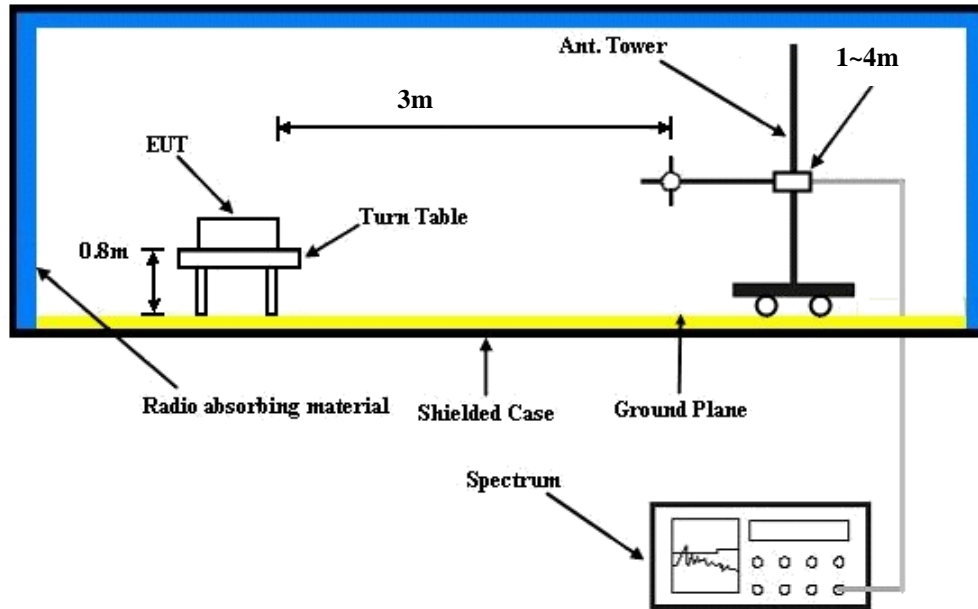 Ant. Tower
1~4m
3m
EUT
Turn Table
0.8m
Radio absorbing material
Shielded Case
Ground Plane
Spectrum